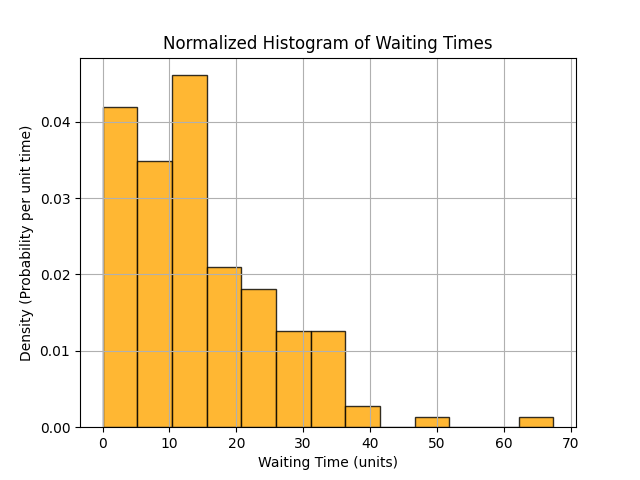 Normalized Histogram of Waiting Times
Density (Probability per unit time)
0.04
0.03
0.02
0.01
0.00
0 10 20 30 40 50 60 70
Waiting Time (units)